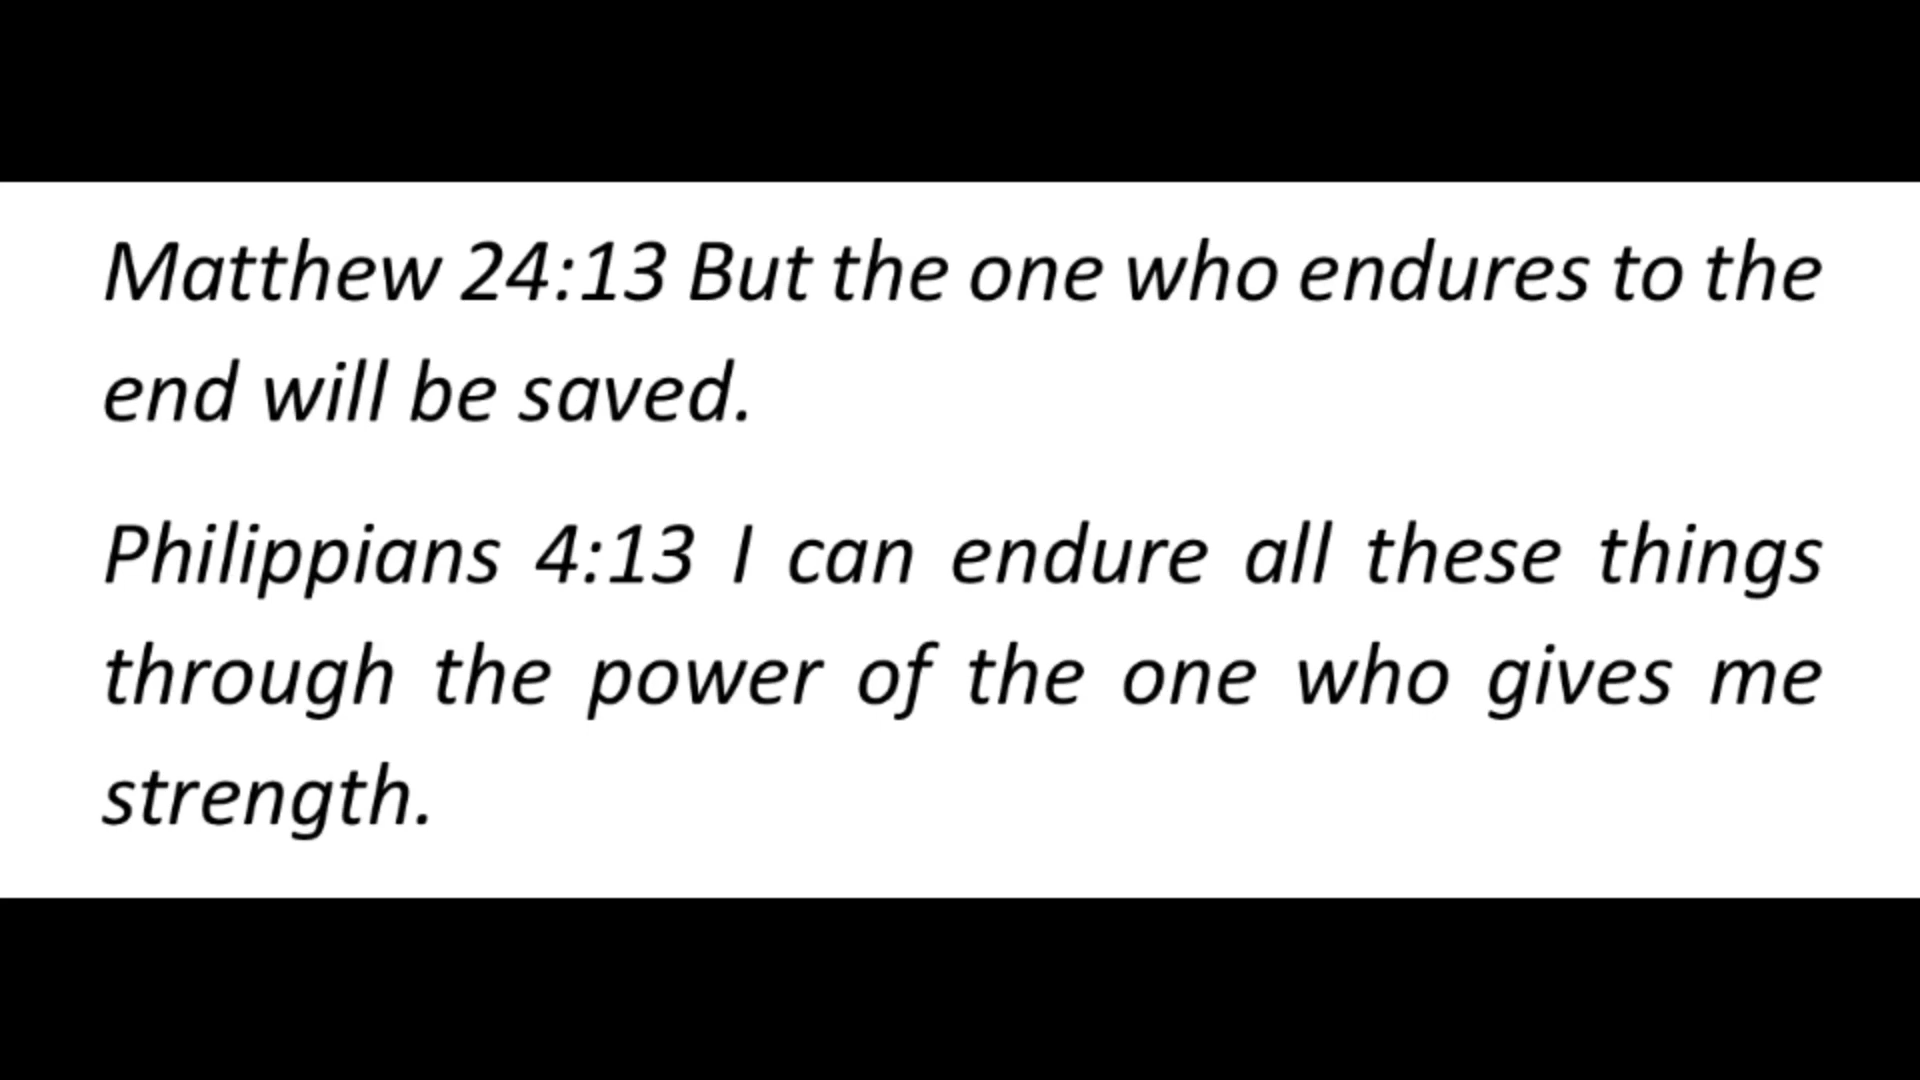 Matthew 24:13 But the one who endures to the
end will be saved.
Philippians 4:13 I can endure all these things
through the power of the one who gives me
strength.